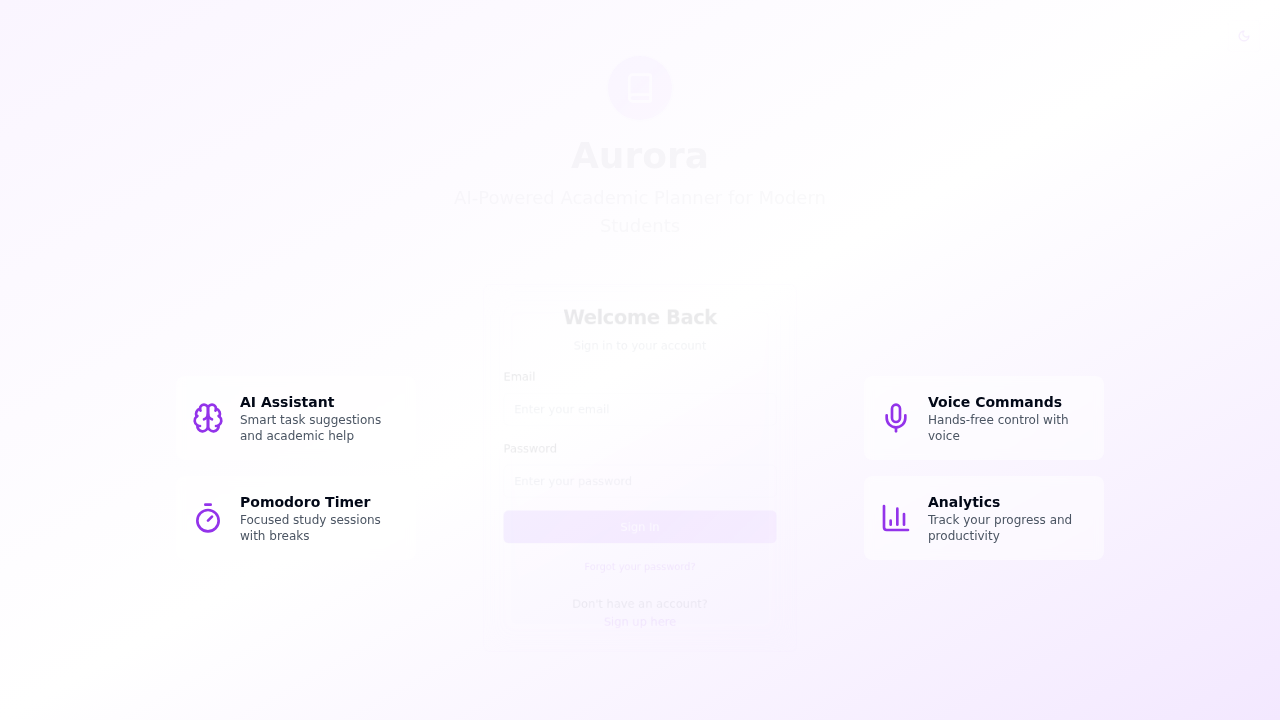 Aurora
AI-Powered Academic Planner for Modern
Students
Welcome Back
Sign in to your account
Email
Enter your email
Password
Enter your password
Sign In
Forgot your password?
Don't have an account?
Sign up here
AI Assistant
Smart task suggestions
and academic help
Pomodoro Timer
Focused study sessions
with breaks
Voice Commands
Hands-free control with
voice
Analytics
Track your progress and
productivity